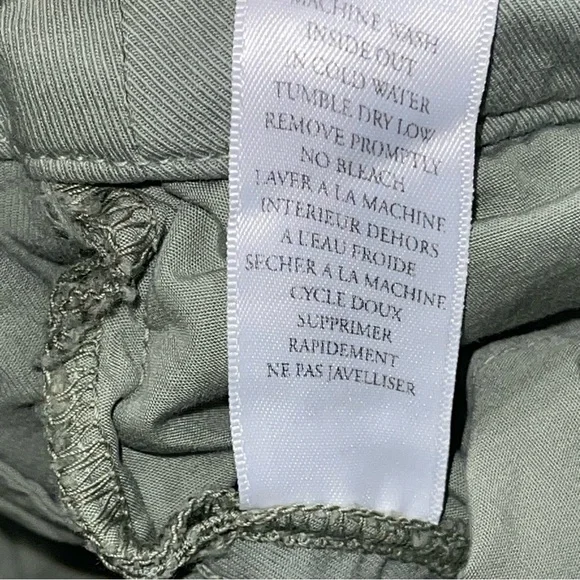 MACHINE WASH
INSIDE OUT
IN COLD WATER
TUMBLE DRY LOW
REMOVE PROMPTLY
NO BLEACH
LAVER A LA MACHINE
INTERIEUR DEHORS
A L'EAU FROIDE
SECHER A LA MACHINE
CYCLE DOUX
SUPPRIMER
RAPIDEMENT
NE PAS JAVELLISER